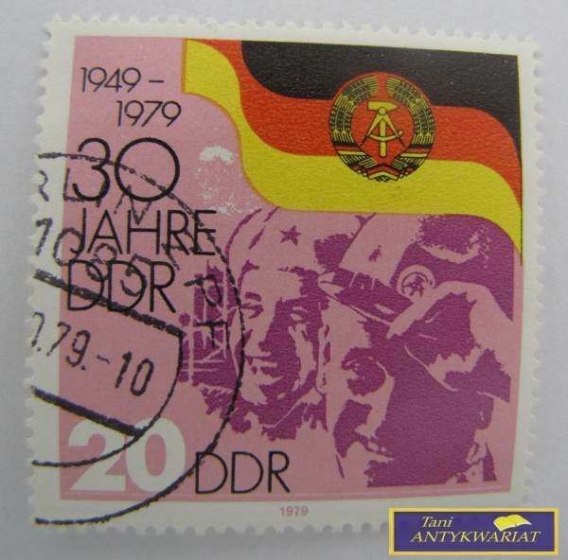 1949 –
1979
30
JAHRE
DDR
.79.-10
20 DDR
1979
Tani
ANTYKWARIAT